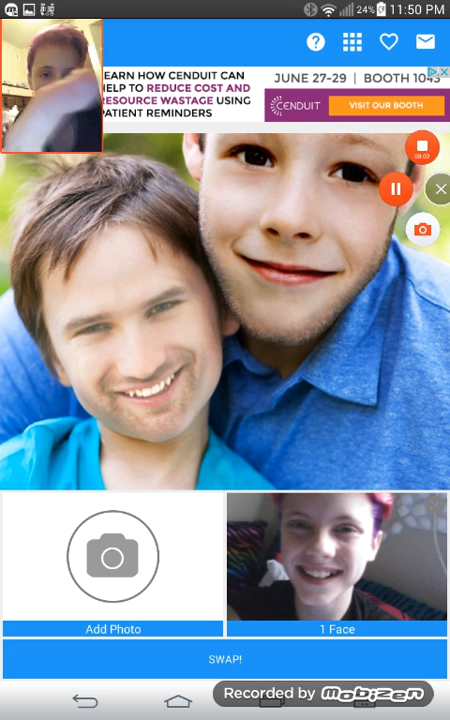 24% 11:50 PM
EARN HOW CENDUIT CAN
HELP TO REDUCE COST AND
RESOURCE WASTAGE USING
PATIENT REMINDERS
JUNE 27-29 | BOOTH 1043
CENDUIT
VISIT OUR BOOTH
Add Photo
1 Face
SWAP!
Recorded by Mobizen